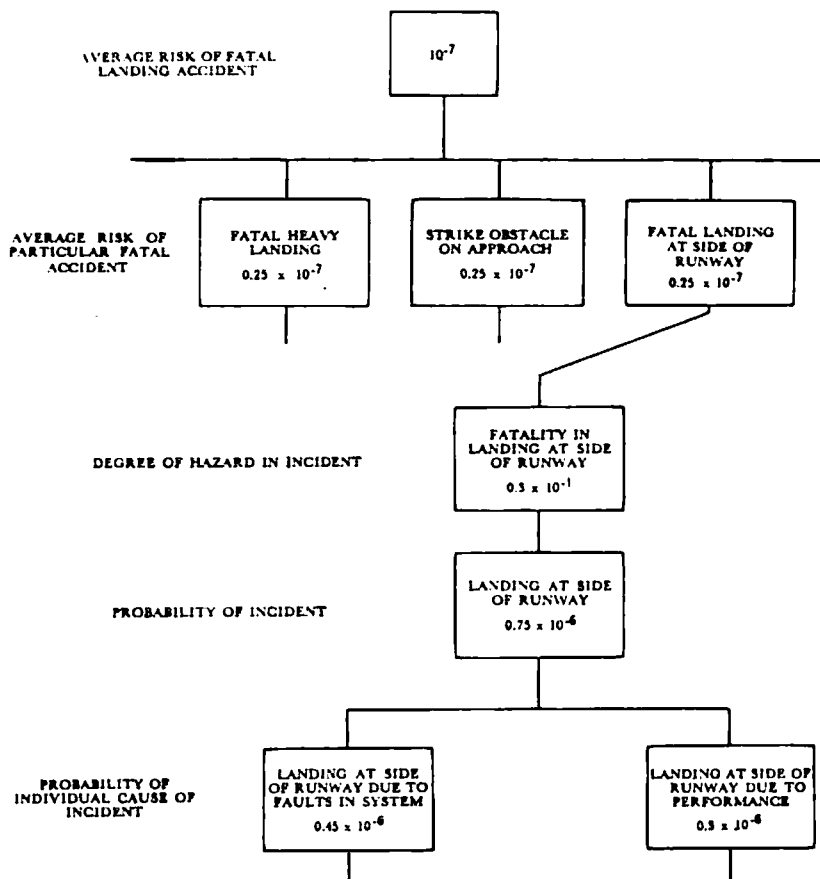 AVERAGE RISK OF FATAL
LANDING ACCIDENT
10⁻⁷
AVERAGE RISK OF
PARTICULAR FATAL
ACCIDENT
FATAL HEAVY
LANDING
0.25 x 10⁻⁷
STRIKE OBSTACLE
ON APPROACH
0.25 x 10⁻⁷
FATAL LANDING
AT SIDE OF
RUNWAY
0.25 x 10⁻⁷
DEGREE OF HAZARD IN INCIDENT
FATALITY IN
LANDING AT SIDE
OF RUNWAY
0.3 x 10⁻¹
PROBABILITY OF INCIDENT
LANDING AT SIDE
OF RUNWAY
0.75 x 10⁻⁶
PROBABILITY OF
INDIVIDUAL CAUSE OF
INCIDENT
LANDING AT SIDE
OF RUNWAY DUE TO
FAULTS IN SYSTEM
0.45 x 10⁻⁶
LANDING AT SIDE OF
RUNWAY DUE TO
PERFORMANCE
0.3 x 10⁻⁶